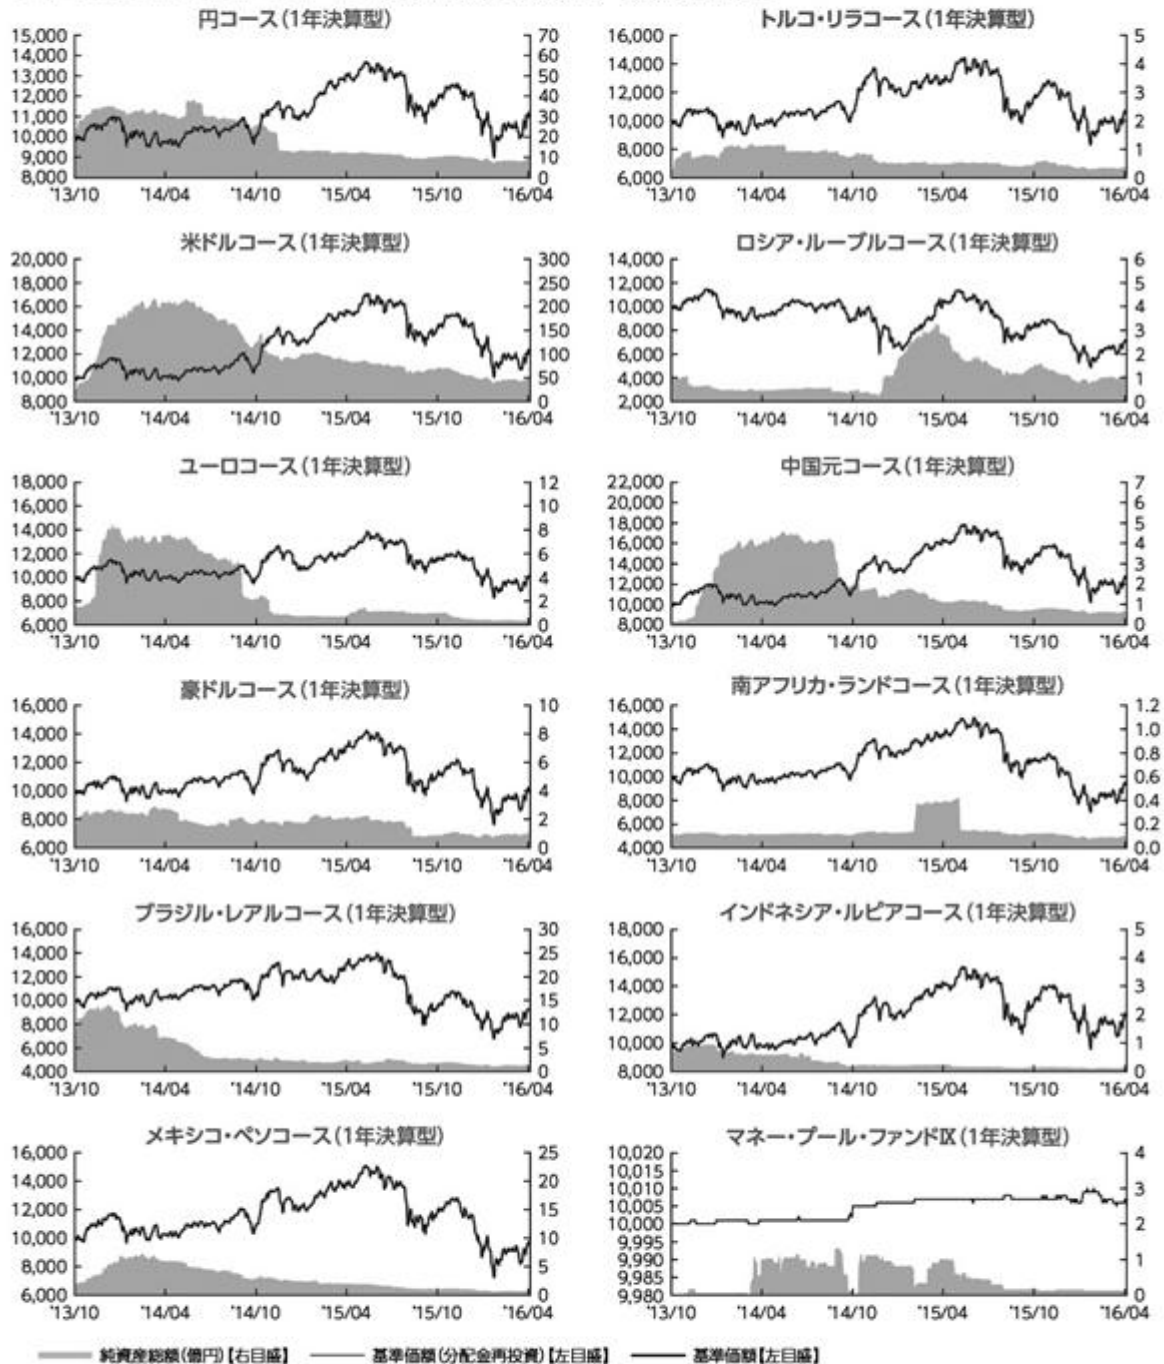 円コース（1年決算型）
15,000 14,000 13,000 12,000 11,000 10,000 9,000 8,000
70 60 50 40 30 20 10 0
'13/10 '14/04 '14/10 '15/04 '15/10 '16/04
トルコ・リラコース（1年決算型）
16,000 14,000 12,000 10,000 8,000 6,000
5 4 3 2 1 0
'13/10 '14/04 '14/10 '15/04 '15/10 '16/04
米ドルコース（1年決算型）
20,000 18,000 16,000 14,000 12,000 10,000 8,000
300 250 200 150 100 50 0
'13/10 '14/04 '14/10 '15/04 '15/10 '16/04
ロシア・ルーブルコース（1年決算型）
14,000 12,000 10,000 8,000 6,000 4,000 2,000
6 5 4 3 2 1 0
'13/10 '14/04 '14/10 '15/04 '15/10 '16/04
ユーロコース（1年決算型）
18,000 16,000 14,000 12,000 10,000 8,000 6,000
12 10 8 6 4 2 0
'13/10 '14/04 '14/10 '15/04 '15/10 '16/04
中国元コース（1年決算型）
22,000 20,000 18,000 16,000 14,000 12,000 10,000 8,000
7 6 5 4 3 2 1 0
'13/10 '14/04 '14/10 '15/04 '15/10 '16/04
豪ドルコース（1年決算型）
16,000 14,000 12,000 10,000 8,000 6,000
10 8 6 4 2 0
'13/10 '14/04 '14/10 '15/04 '15/10 '16/04
南アフリカ・ランドコース（1年決算型）
16,000 14,000 12,000 10,000 8,000 6,000 4,000
1.2 1.0 0.8 0.6 0.4 0.2 0.0
'13/10 '14/04 '14/10 '15/04 '15/10 '16/04
ブラジル・レアルコース（1年決算型）
16,000 14,000 12,000 10,000 8,000 6,000 4,000
30 25 20 15 10 5 0
'13/10 '14/04 '14/10 '15/04 '15/10 '16/04
インドネシア・ルピアコース（1年決算型）
18,000 16,000 14,000 12,000 10,000 8,000
5 4 3 2 1 0
'13/10 '14/04 '14/10 '15/04 '15/10 '16/04
メキシコ・ペソコース（1年決算型）
16,000 14,000 12,000 10,000 8,000 6,000
25 20 15 10 5 0
'13/10 '14/04 '14/10 '15/04 '15/10 '16/04
マネー・プール・ファンドⅨ（1年決算型）
10,020 10,015 10,010 10,005 10,000 9,995 9,990 9,985 9,980
4 3 2 1 0
'13/10 '14/04 '14/10 '15/04 '15/10 '16/04
純資産総額（億円）【右目盛】 基準価額（分配金再投資）【左目盛】 基準価額【左目盛】